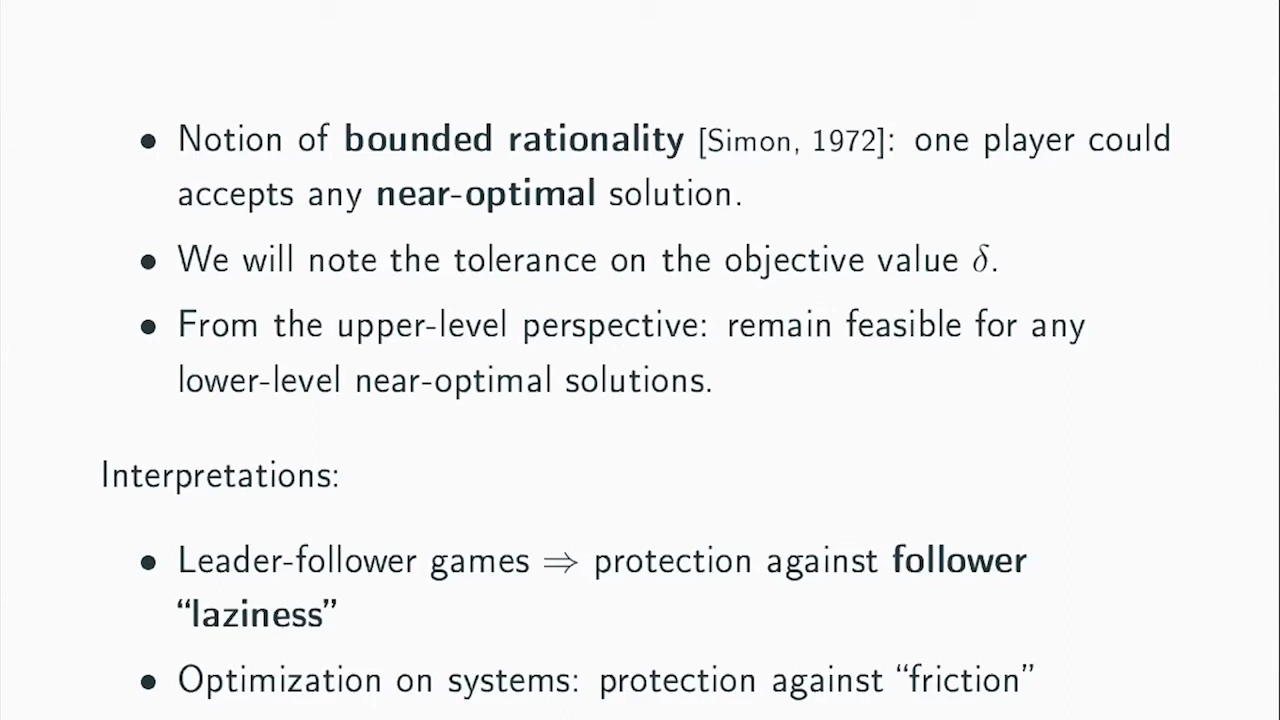 • Notion of bounded rationality [Simon, 1972]: one player could
accepts any near-optimal solution.
• We will note the tolerance on the objective value δ.
• From the upper-level perspective: remain feasible for any
lower-level near-optimal solutions.
Interpretations:
• Leader-follower games ⇒ protection against follower
“laziness”
• Optimization on systems: protection against “friction”